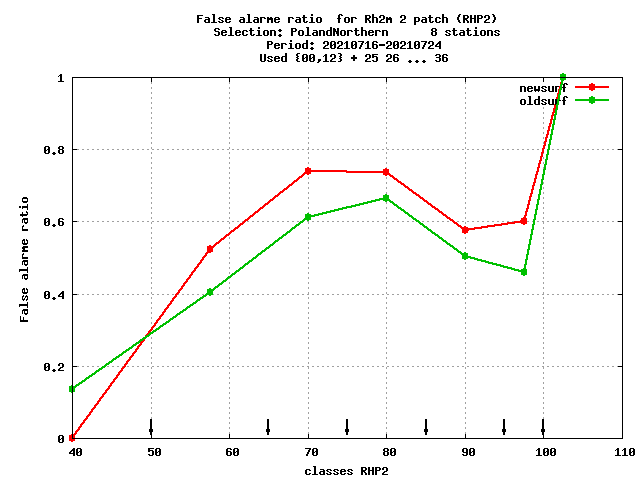 False alarme ratio  for Rh2m 2 patch (RHP2)
Selection: PolandNorthern      8 stations
Period: 20210716-20210724
Used {00,12} + 25 26 ... 36
newsurf
oldsurf
1
0.8
0.6
0.4
0.2
0
False alarme ratio
40 50 60 70 80 90 100 110
classes RHP2